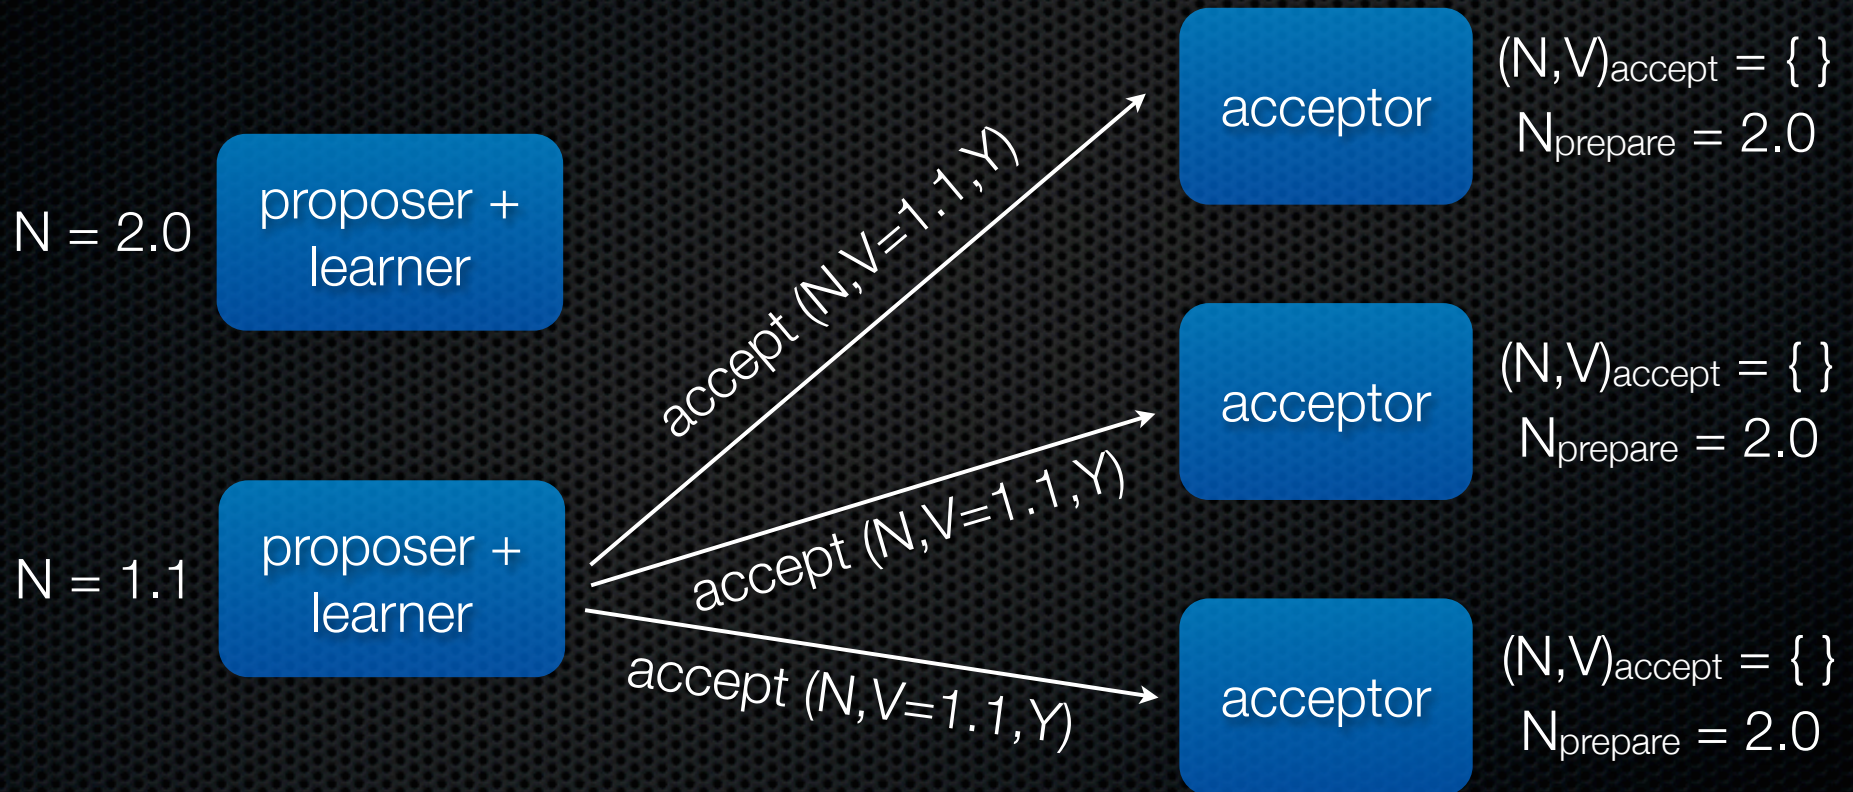 N = 2.0
proposer +
learner
N = 1.1
proposer +
learner
accept (N,V=1.1,Y)
accept (N,V=1.1,Y)
accept (N,V=1.1,Y)
acceptor
(N,V)accept = { }
Nprepare = 2.0
acceptor
(N,V)accept = { }
Nprepare = 2.0
acceptor
(N,V)accept = { }
Nprepare = 2.0